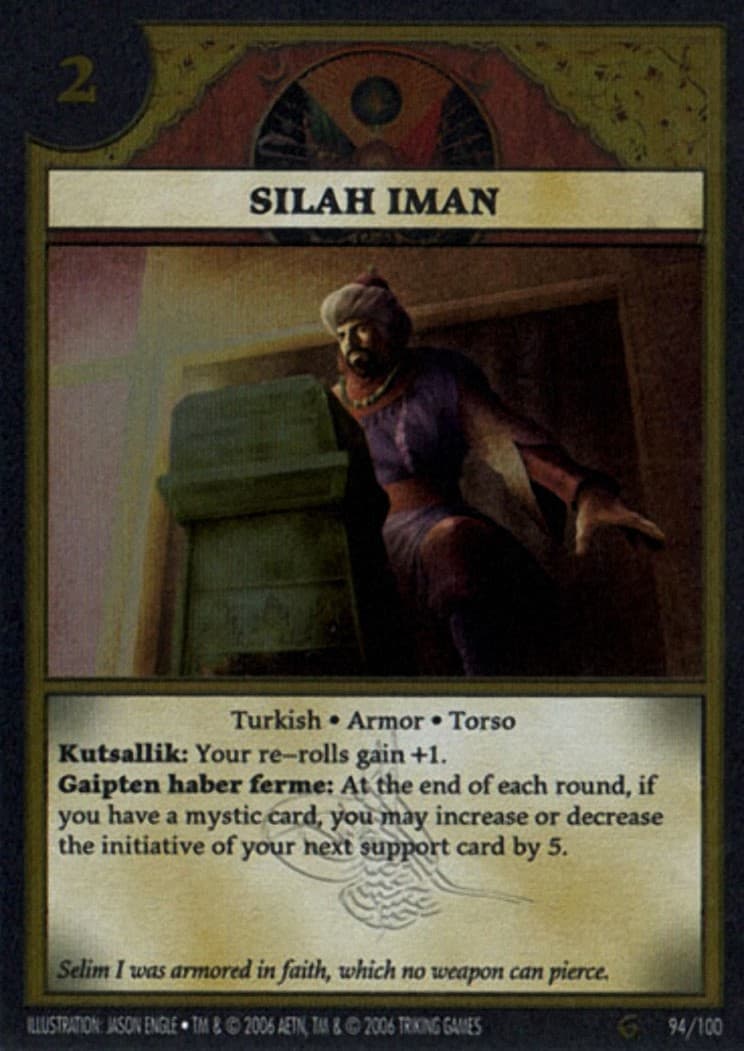 2
SILAH IMAN
Turkish • Armor • Torso
Kutsallik: Your re-rolls gain +1.
Gaipten haber ferme: At the end of each round, if
you have a mystic card, you may increase or decrease
the initiative of your next support card by 5.
Selim I was armored in faith, which no weapon can pierce.
ILLUSTRATION: JASON ENGLE • TM & © 2006 AETN, TM & © 2006 TRIKING GAMES
94/100